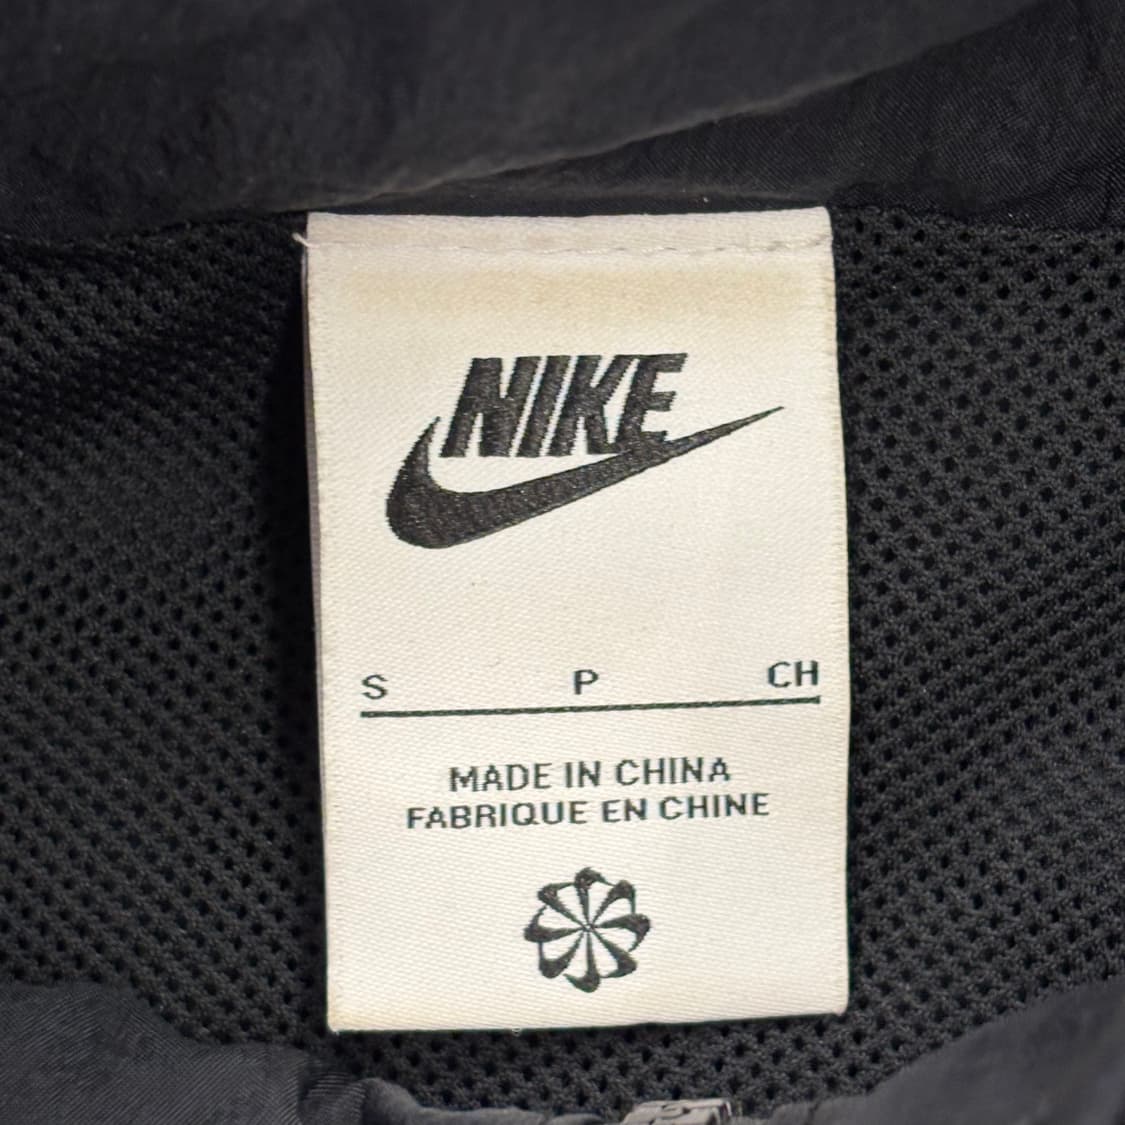 NIKE
S P CH
MADE IN CHINA
FABRIQUE EN CHINE